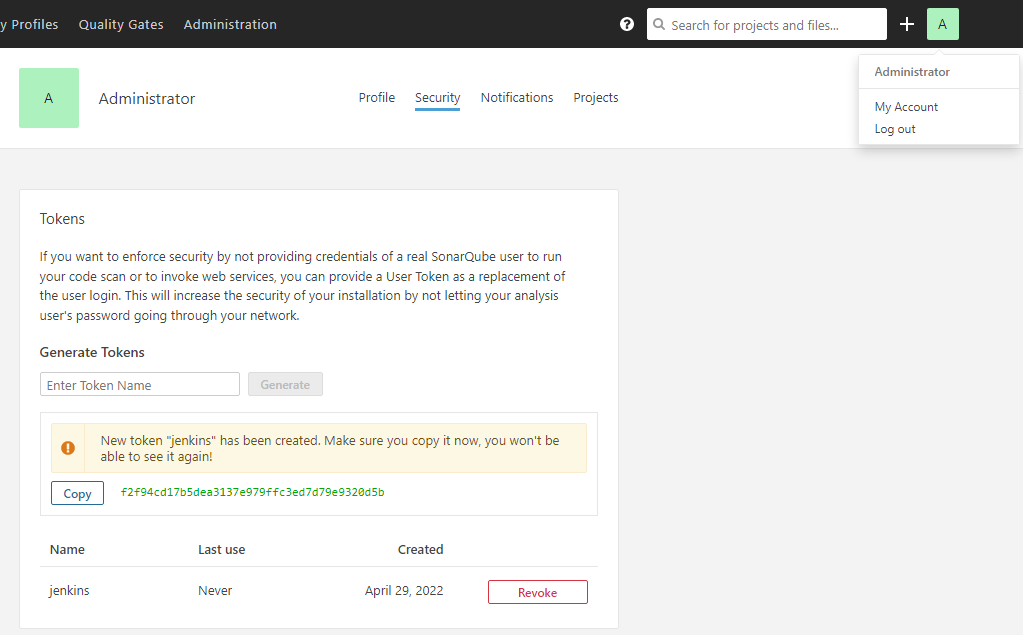 y Profiles Quality Gates Administration
? Search for projects and files... A
Administrator
My Account
Log out
A Administrator Profile Security Notifications Projects
Tokens
If you want to enforce security by not providing credentials of a real SonarQube user to run
your code scan or to invoke web services, you can provide a User Token as a replacement of
the user login. This will increase the security of your installation by not letting your analysis
user's password going through your network.
Generate Tokens
Enter Token Name Generate
New token "jenkins" has been created. Make sure you copy it now, you won't be
able to see it again!
Copy f2f94cd17b5dea3137e979ffc3ed7d79e9320d5b
Name Last use Created
jenkins Never April 29, 2022 Revoke